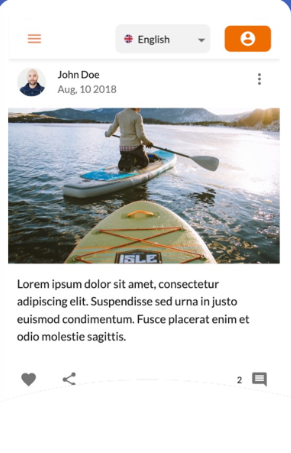 English
John Doe
Aug, 10 2018
ISLE
Lorem ipsum dolor sit amet, consectetur
adipiscing elit. Suspendisse sed urna in justo
euismod condimentum. Fusce placerat enim et
odio molestie sagittis.
2